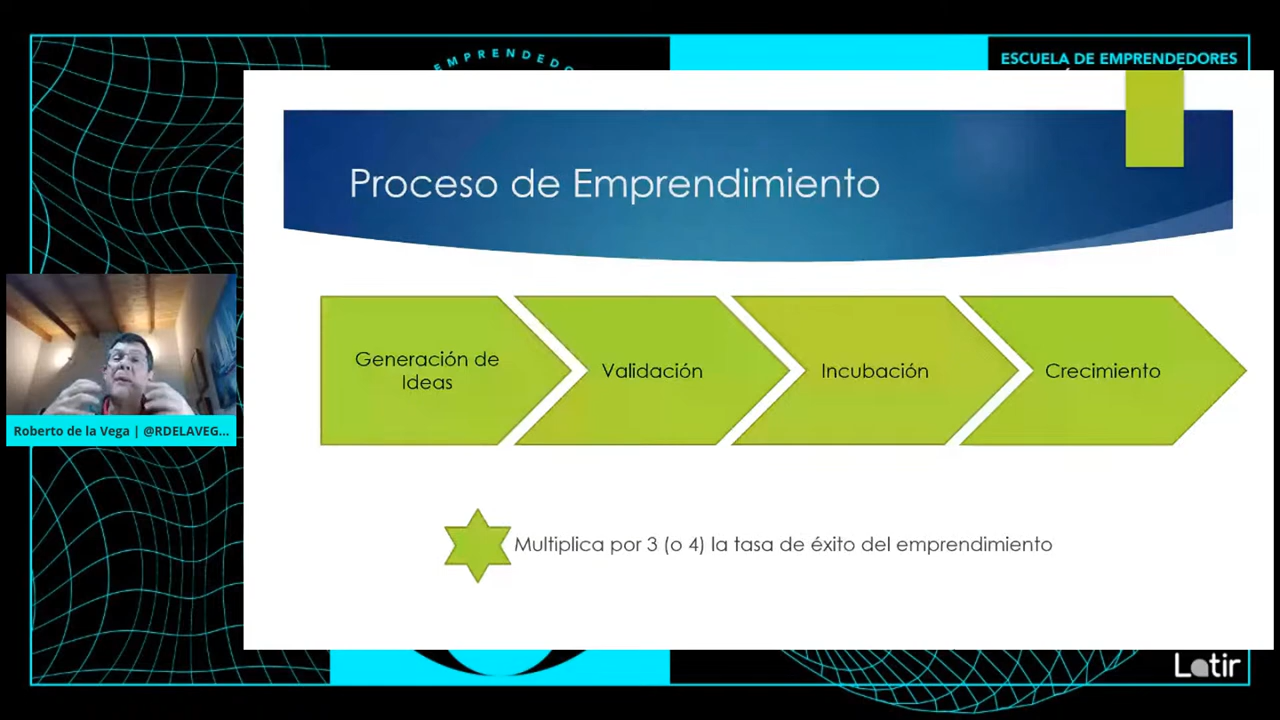 EMPRENDEDO
ESCUELA DE EMPRENDEDORES
Proceso de Emprendimiento
Generación de
Ideas
Validación
Incubación
Crecimiento
Roberto de la Vega | @RDELAVEG...
Multiplica por 3 (o 4) la tasa de éxito del emprendimiento
Latir